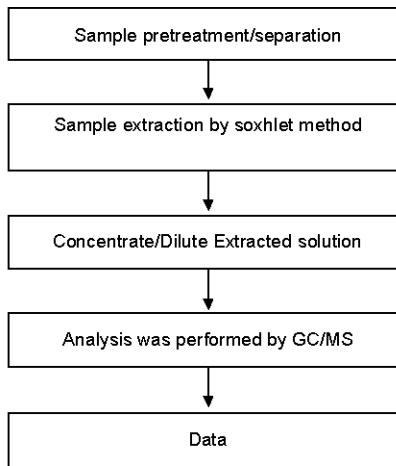 Sample pretreatment/separation
Sample extraction by soxhlet method
Concentrate/Dilute Extracted solution
Analysis was performed by GC/MS
Data